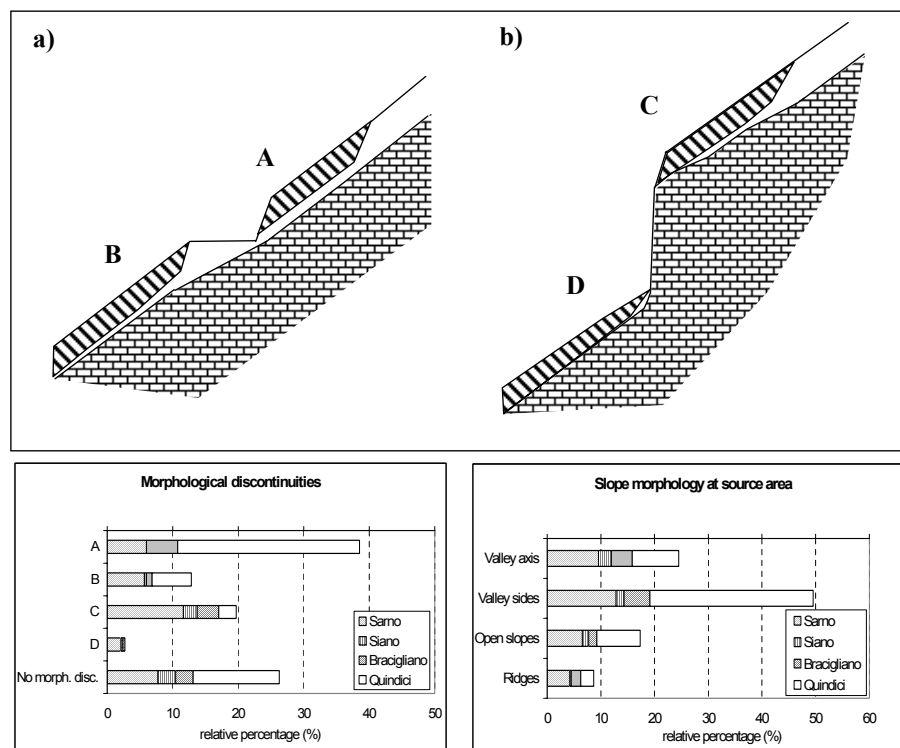 a)
b)
A
B
C
D
Morphological discontinuities
A
B
C
D
No morph. disc.
0 10 20 30 40 50
relative percentage (%)
Sarno
Siano
Bracigliano
Quindici
Slope morphology at source area
Valley axis
Valley sides
Open slopes
Ridges
0 10 20 30 40 50 60
relative percentage (%)
Sarno
Siano
Bracigliano
Quindici